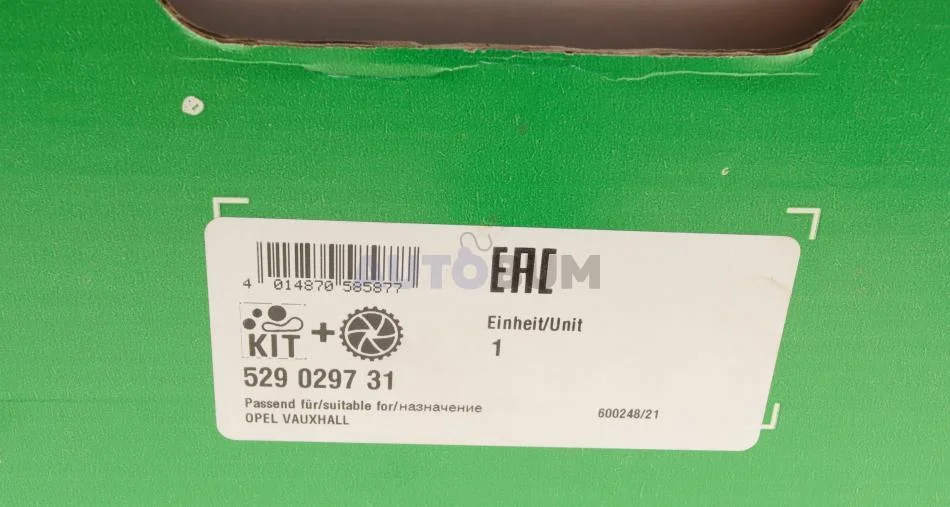 AUTOBUM
4 014870 585877
EAC
KIT +
Einheit/Unit
1
529 0297 31
Passend für/suitable for/назначение
OPEL VAUXHALL
600248/21